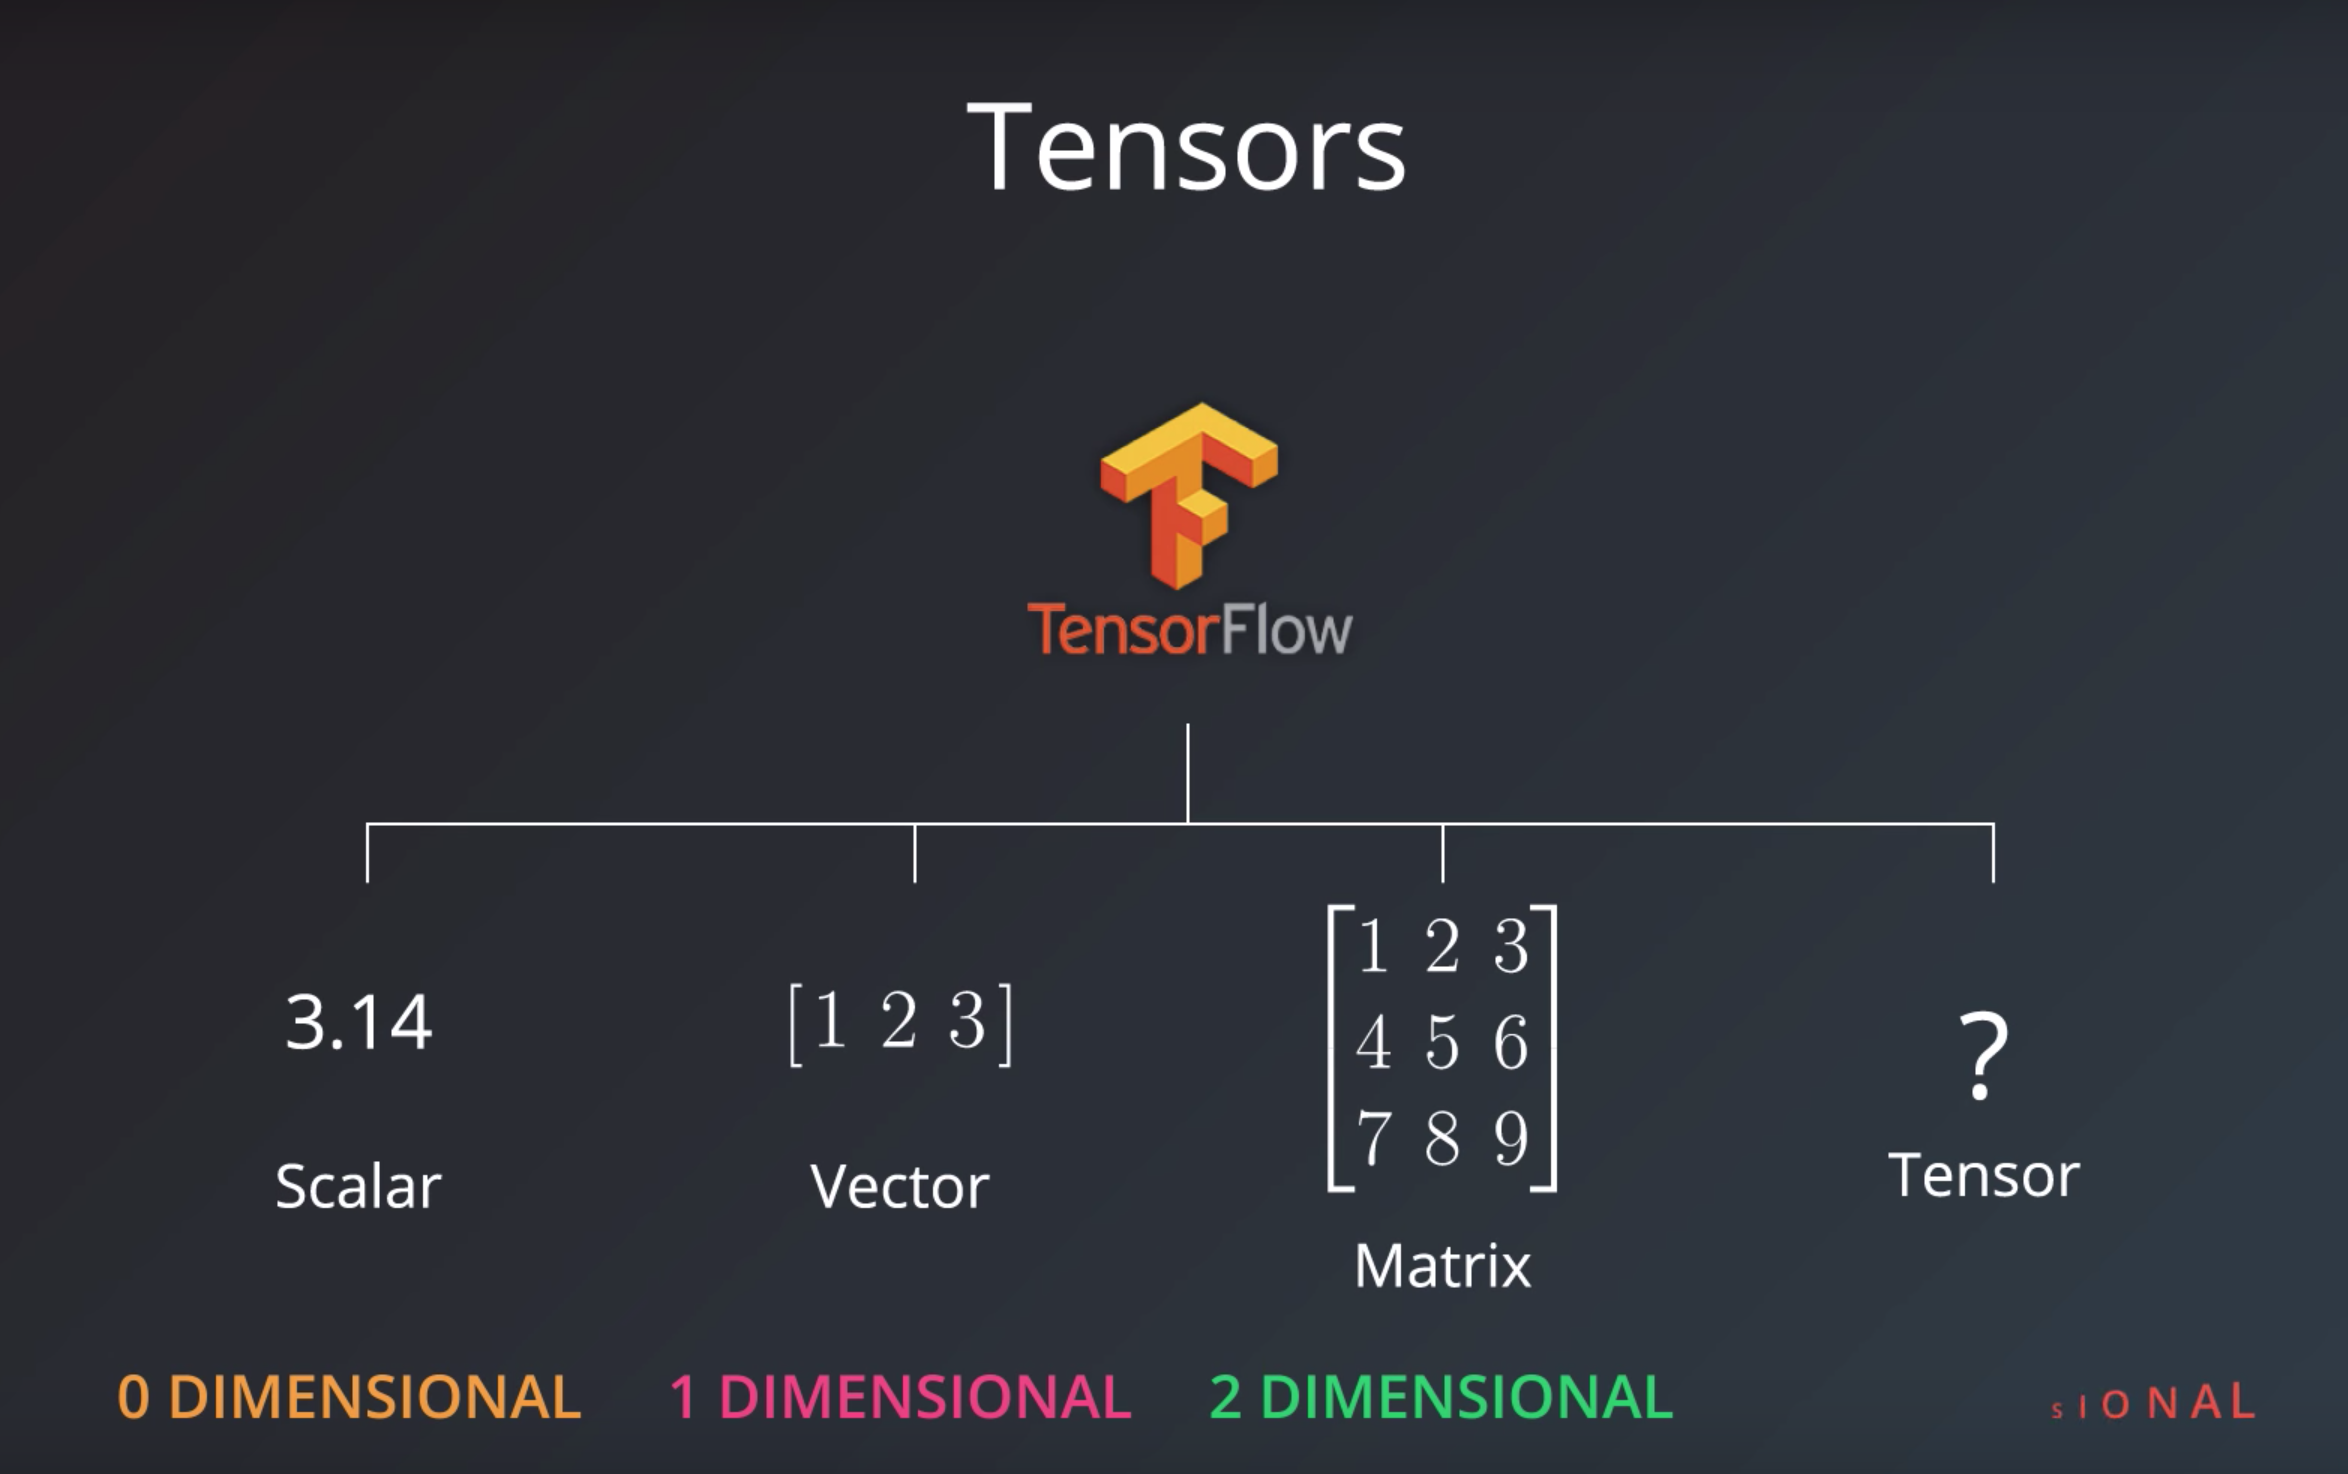 Tensors
TensorFlow
3.14
[1 2 3]
1 2 3
4 5 6
7 8 9
?
Scalar
Vector
Matrix
Tensor
0 DIMENSIONAL
1 DIMENSIONAL
2 DIMENSIONAL
SIONAL